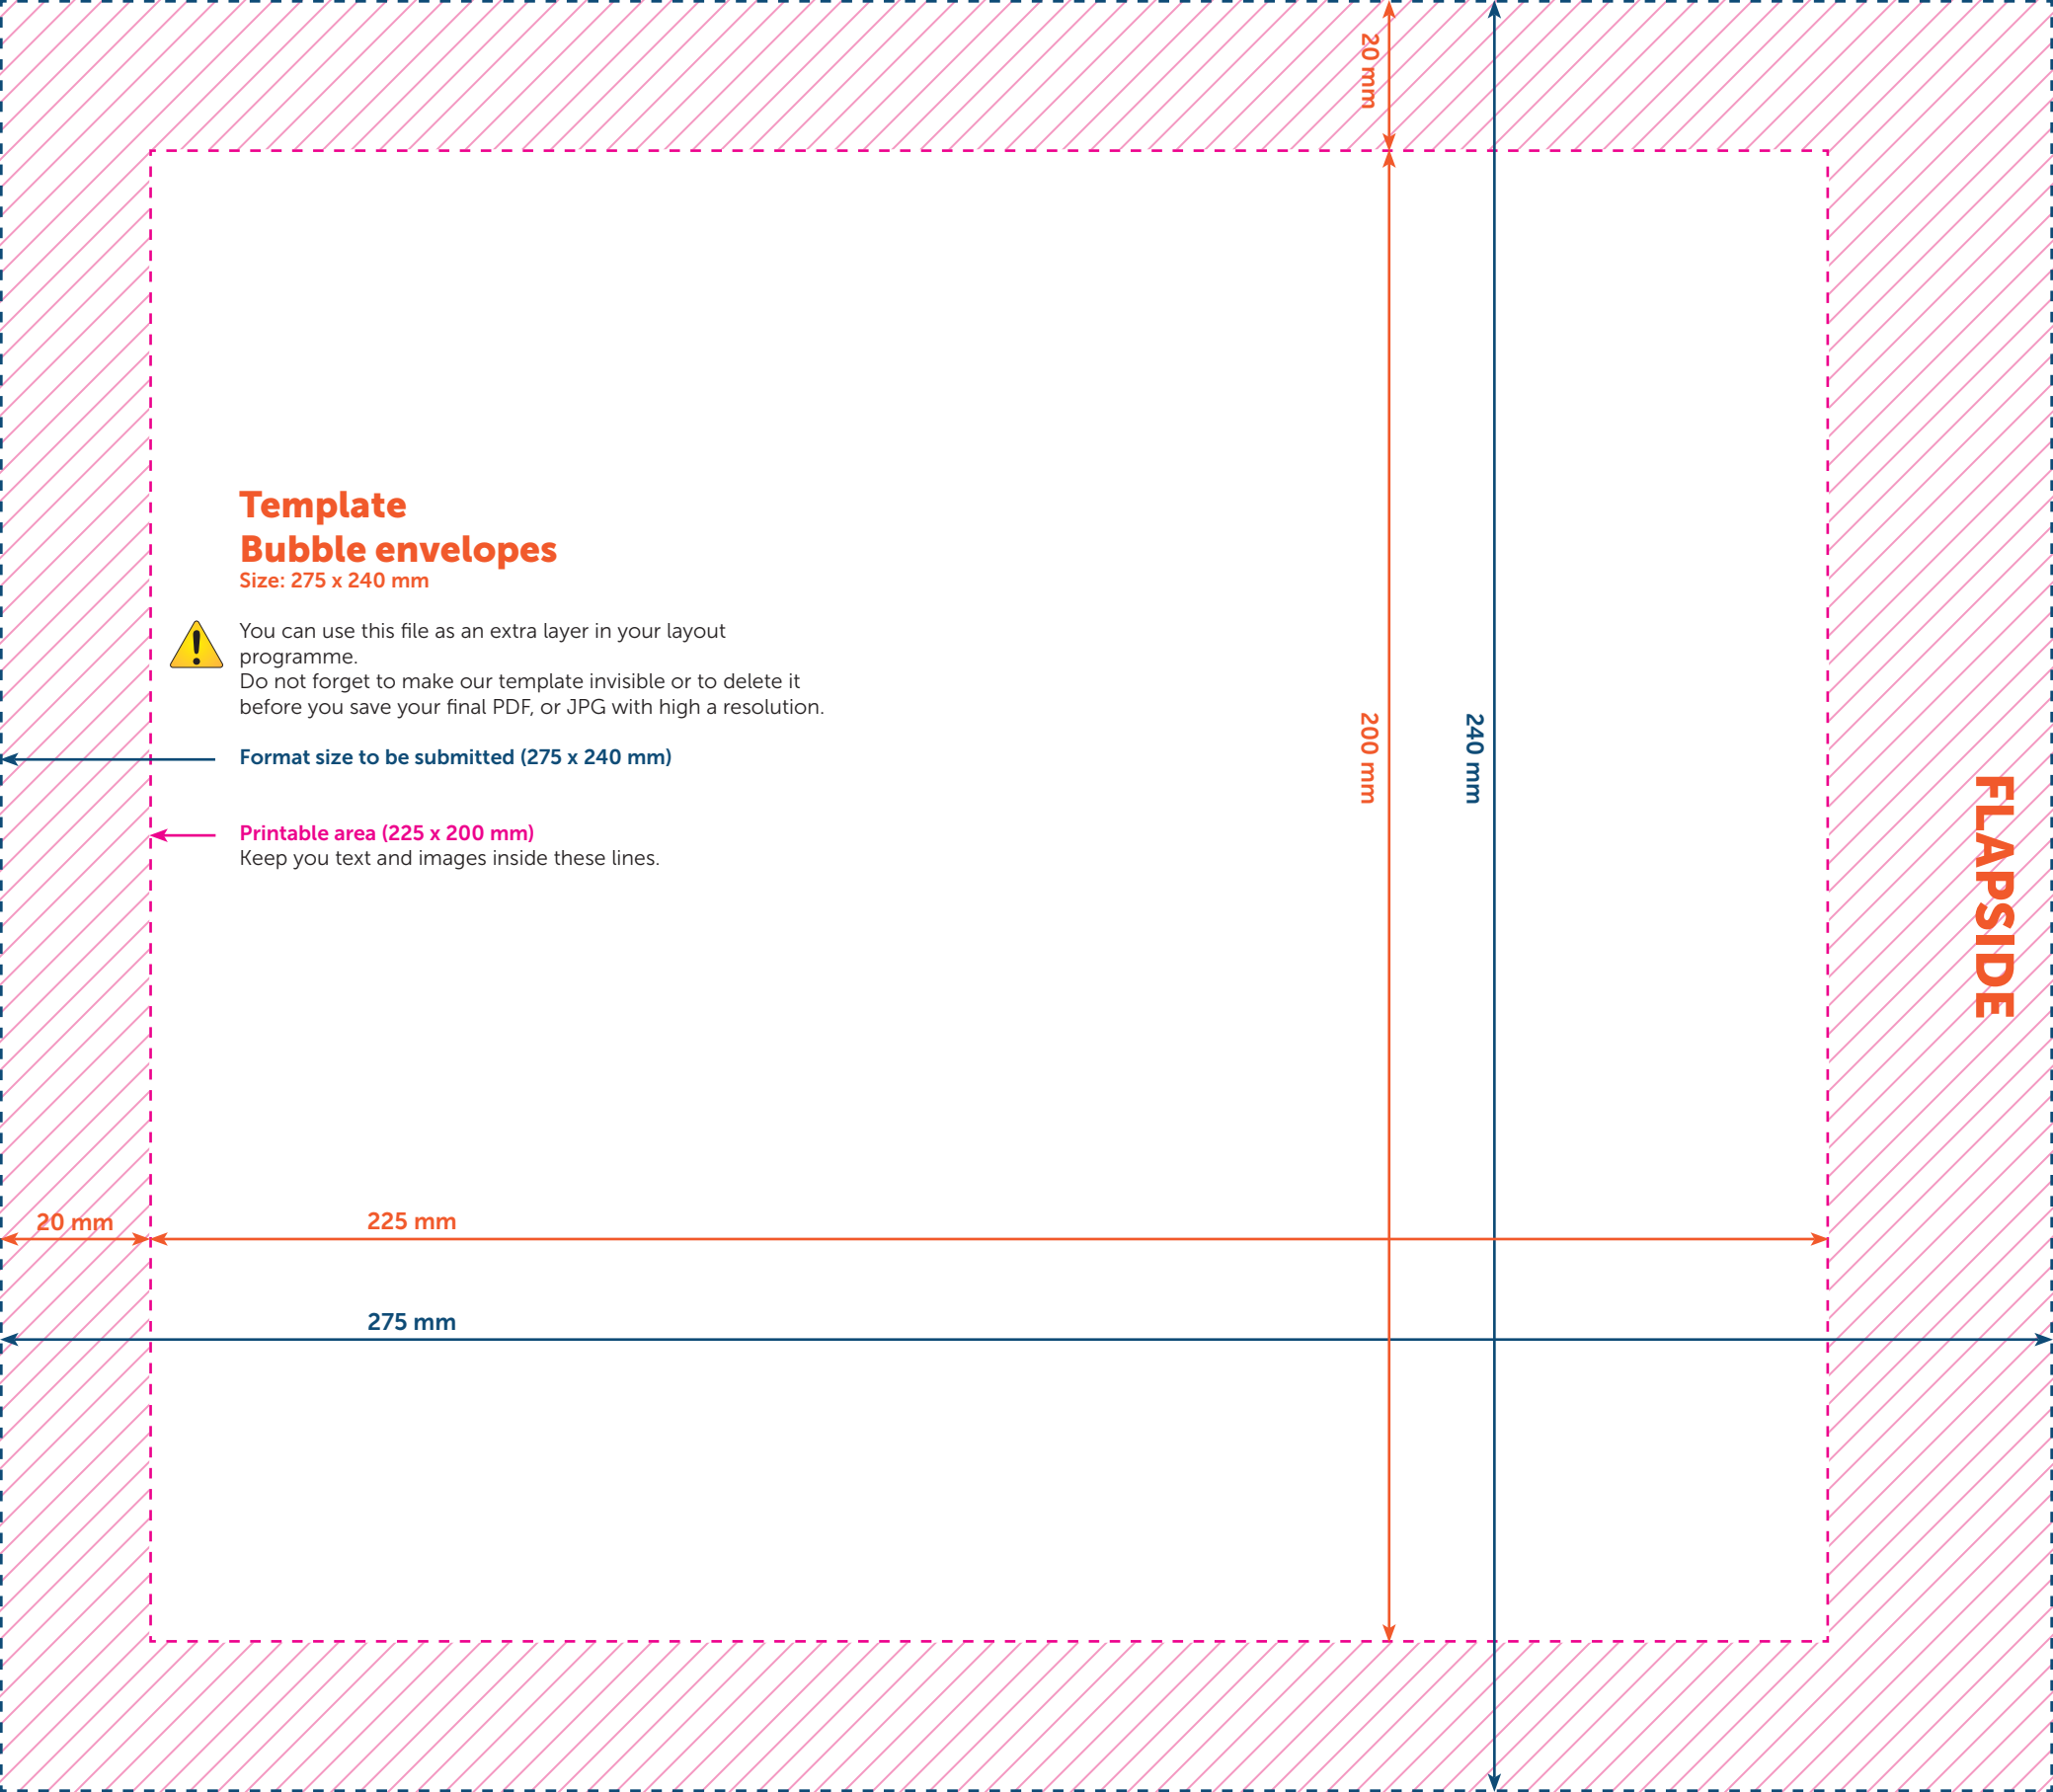 20 mm
Template
Bubble envelopes
Size: 275 x 240 mm
You can use this file as an extra layer in your layout
programme.
Do not forget to make our template invisible or to delete it
before you save your final PDF, or JPG with high a resolution.
Format size to be submitted (275 x 240 mm)
Printable area (225 x 200 mm)
Keep you text and images inside these lines.
200 mm
240 mm
FLAPSIDE
20 mm
225 mm
275 mm